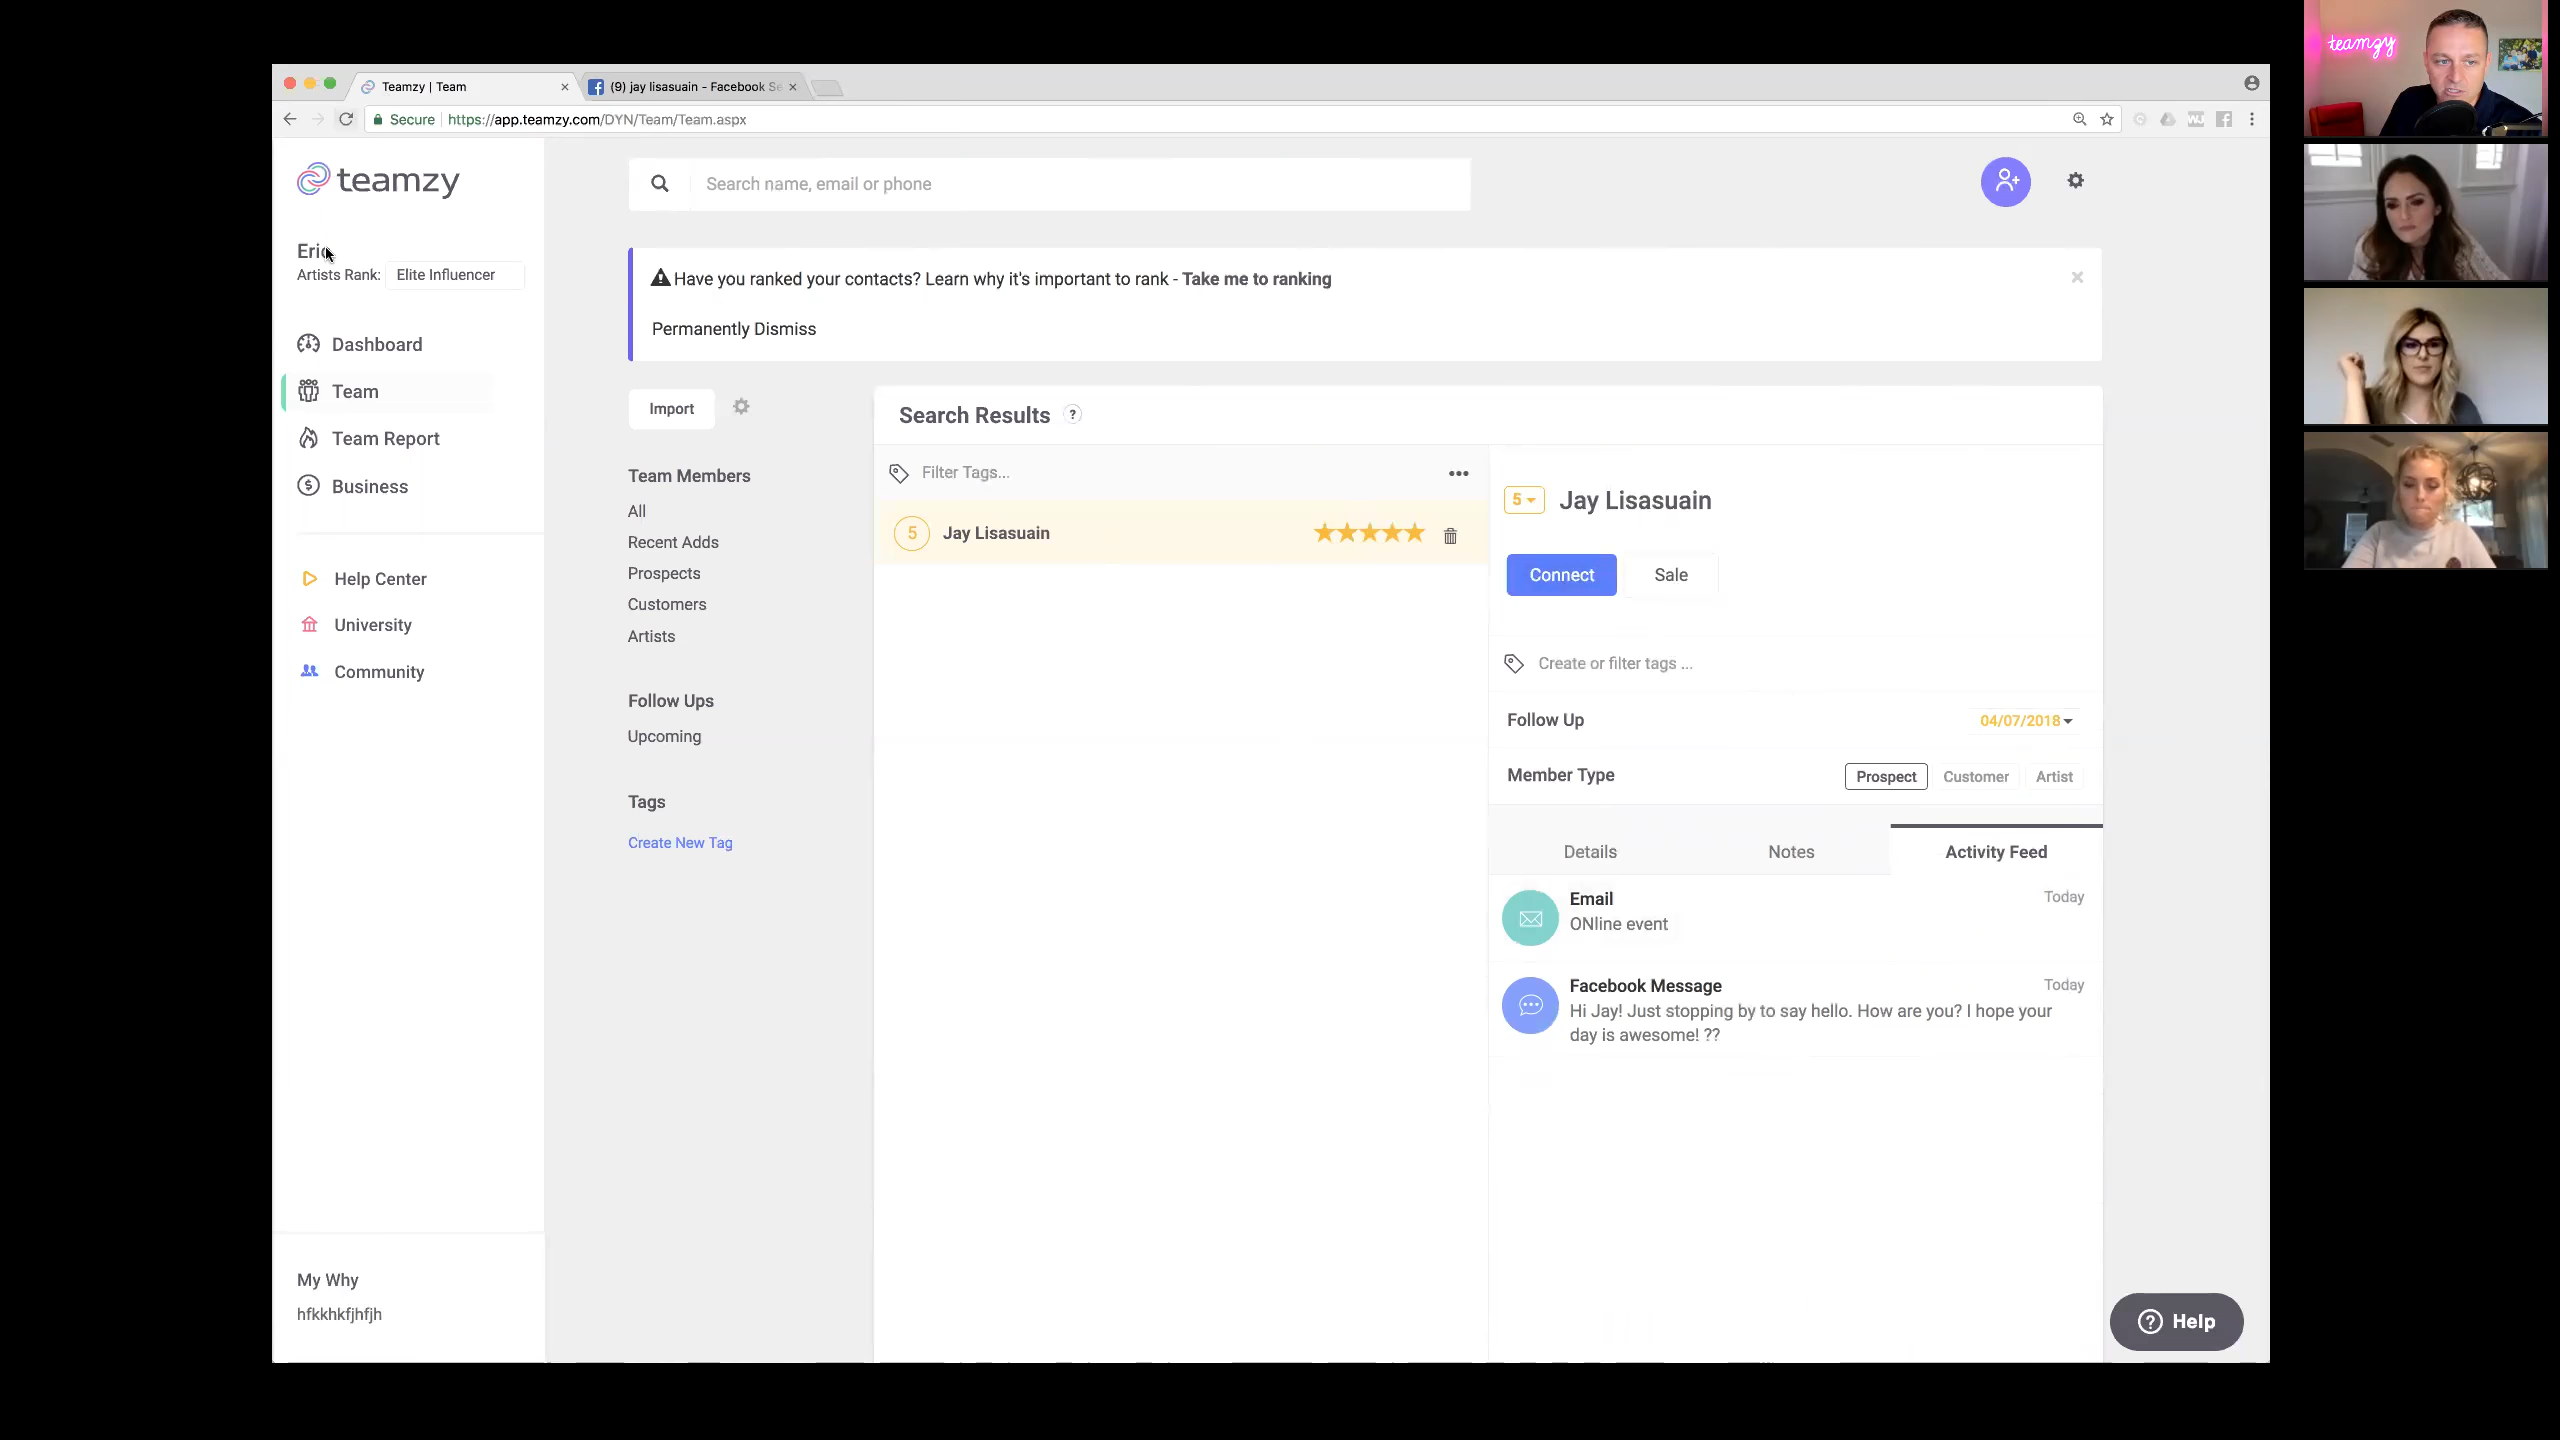 Teamzy | Team
(9) jay lisasuain - Facebook Se
Secure
https://app.teamzy.com/DYN/Team/Team.aspx
teamzy
teamzy
Search name, email or phone
Artists Rank: Elite Influencer
Have you ranked your contacts? Learn why it's important to rank - Take me to ranking
Permanently Dismiss
Dashboard
Team
Team Report
Business
Help Center
University
Community
My Why
hfkkhkfjhfjh
Import
Team Members
All
Recent Adds
Prospects
Customers
Artists
Follow Ups
Upcoming
Tags
Create New Tag
Search Results ?
Filter Tags...
5 Jay Lisasuain
5 Jay Lisasuain
Connect Sale
Create or filter tags ...
Follow Up 04/07/2018
Member Type Prospect Customer Artist
Details Notes Activity Feed
Email Today
ONline event
Facebook Message Today
Hi Jay! Just stopping by to say hello. How are you? I hope your
day is awesome! ??
? Help